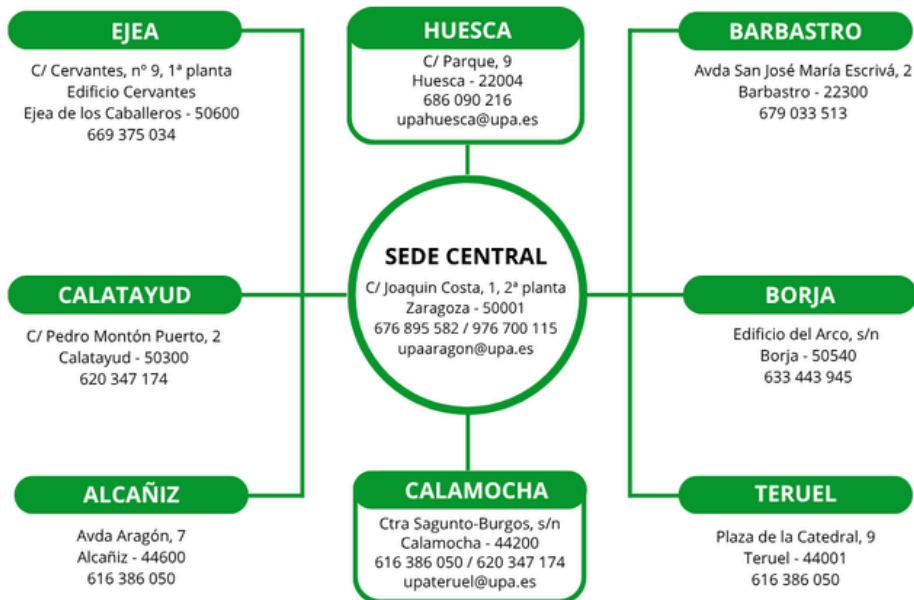 EJEA
C/ Cervantes, nº 9, 1ª planta
Edificio Cervantes
Ejea de los Caballeros - 50600
669 375 034
HUESCA
C/ Parque, 9
Huesca - 22004
686 090 216
upahuesca@upa.es
BARBASTRO
Avda San José María Escrivá, 2
Barbastro - 22300
679 033 513
CALATAYUD
C/ Pedro Montón Puerto, 2
Calatayud - 50300
620 347 174
SEDE CENTRAL
C/ Joaquin Costa, 1, 2ª planta
Zaragoza - 50001
676 895 582 / 976 700 115
upaaragon@upa.es
BORJA
Edificio del Arco, s/n
Borja - 50540
633 443 945
ALCAÑIZ
Avda Aragón, 7
Alcañiz - 44600
616 386 050
CALAMOCHA
Ctra Sagunto-Burgos, s/n
Calamocha - 44200
616 386 050 / 620 347 174
upateruel@upa.es
TERUEL
Plaza de la Catedral, 9
Teruel - 44001
616 386 050